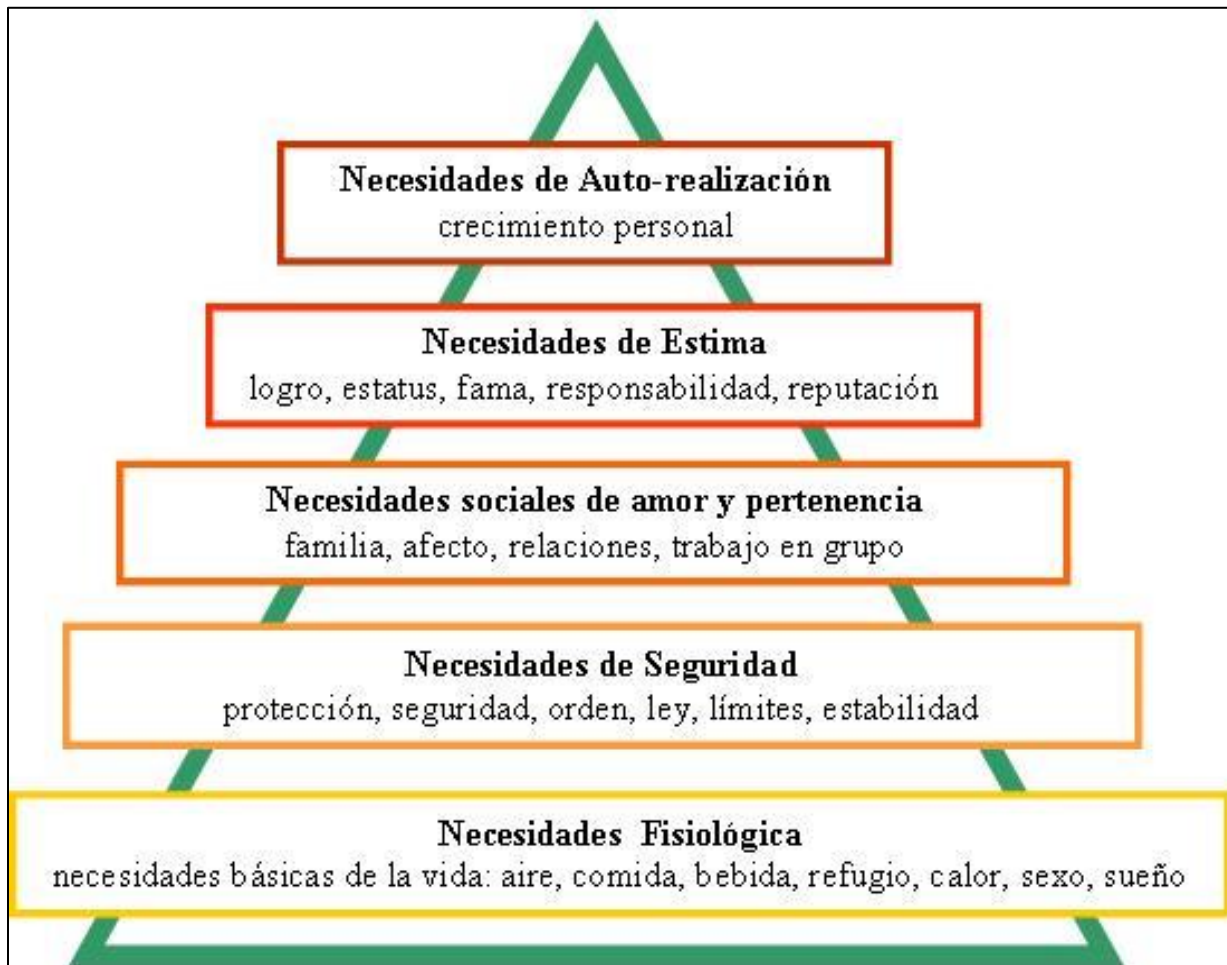 Necesidades de Auto-realización
crecimiento personal
Necesidades de Estima
logro, estatus, fama, responsabilidad, reputación
Necesidades sociales de amor y pertenencia
familia, afecto, relaciones, trabajo en grupo
Necesidades de Seguridad
protección, seguridad, orden, ley, límites, estabilidad
Necesidades Fisiológica
necesidades básicas de la vida: aire, comida, bebida, refugio, calor, sexo, sueño